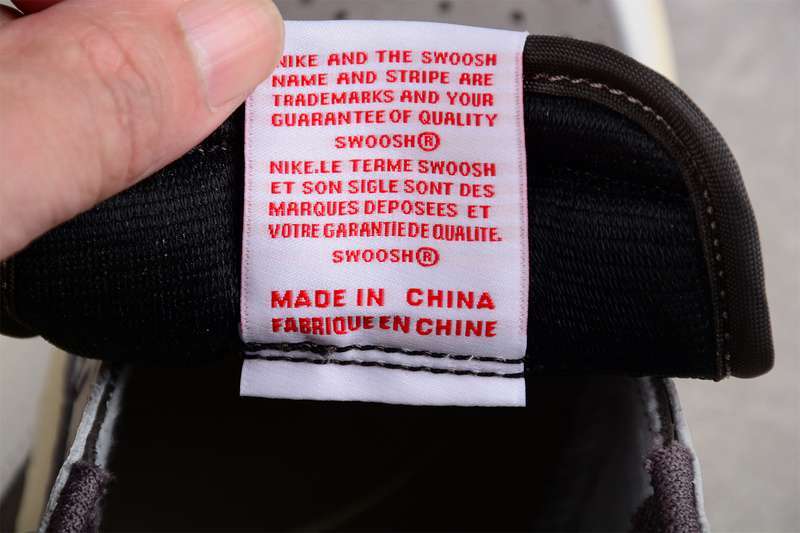 NIKE AND THE SWOOSH
NAME AND STRIPE ARE
TRADEMARKS AND YOUR
GUARANTEE OF QUALITY
SWOOSH®
NIKE.LE TERME SWOOSH
ET SON SIGLE SONT DES
MARQUES DEPOSEES ET
VOTRE GARANTIE DE QUALITE.
SWOOSH®
MADE IN CHINA
FABRIQUE EN CHINE